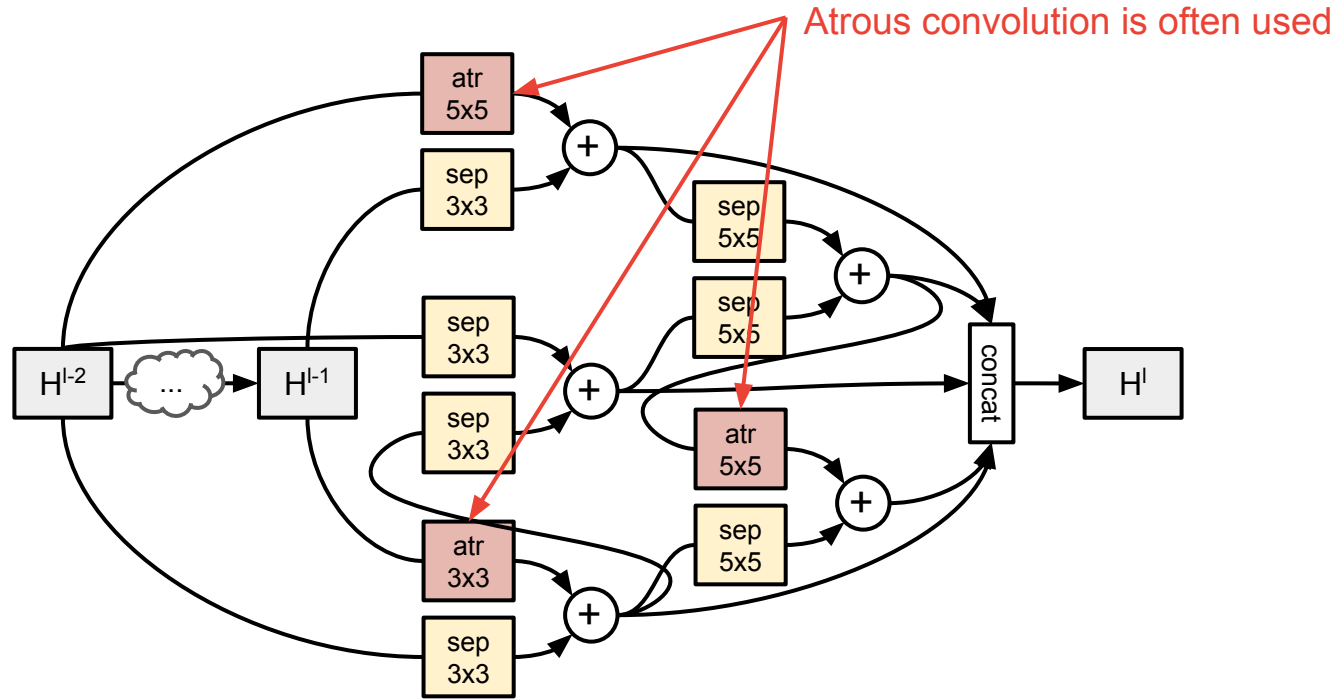 Atrous convolution is often used
atr
5x5
sep
3x3
sep
5x5
sep
5x5
sep
3x3
sep
3x3
H^{l-2}
...
H^{l-1}
concat
H^l
atr
5x5
sep
5x5
atr
3x3
sep
3x3
+
+
+
+
+